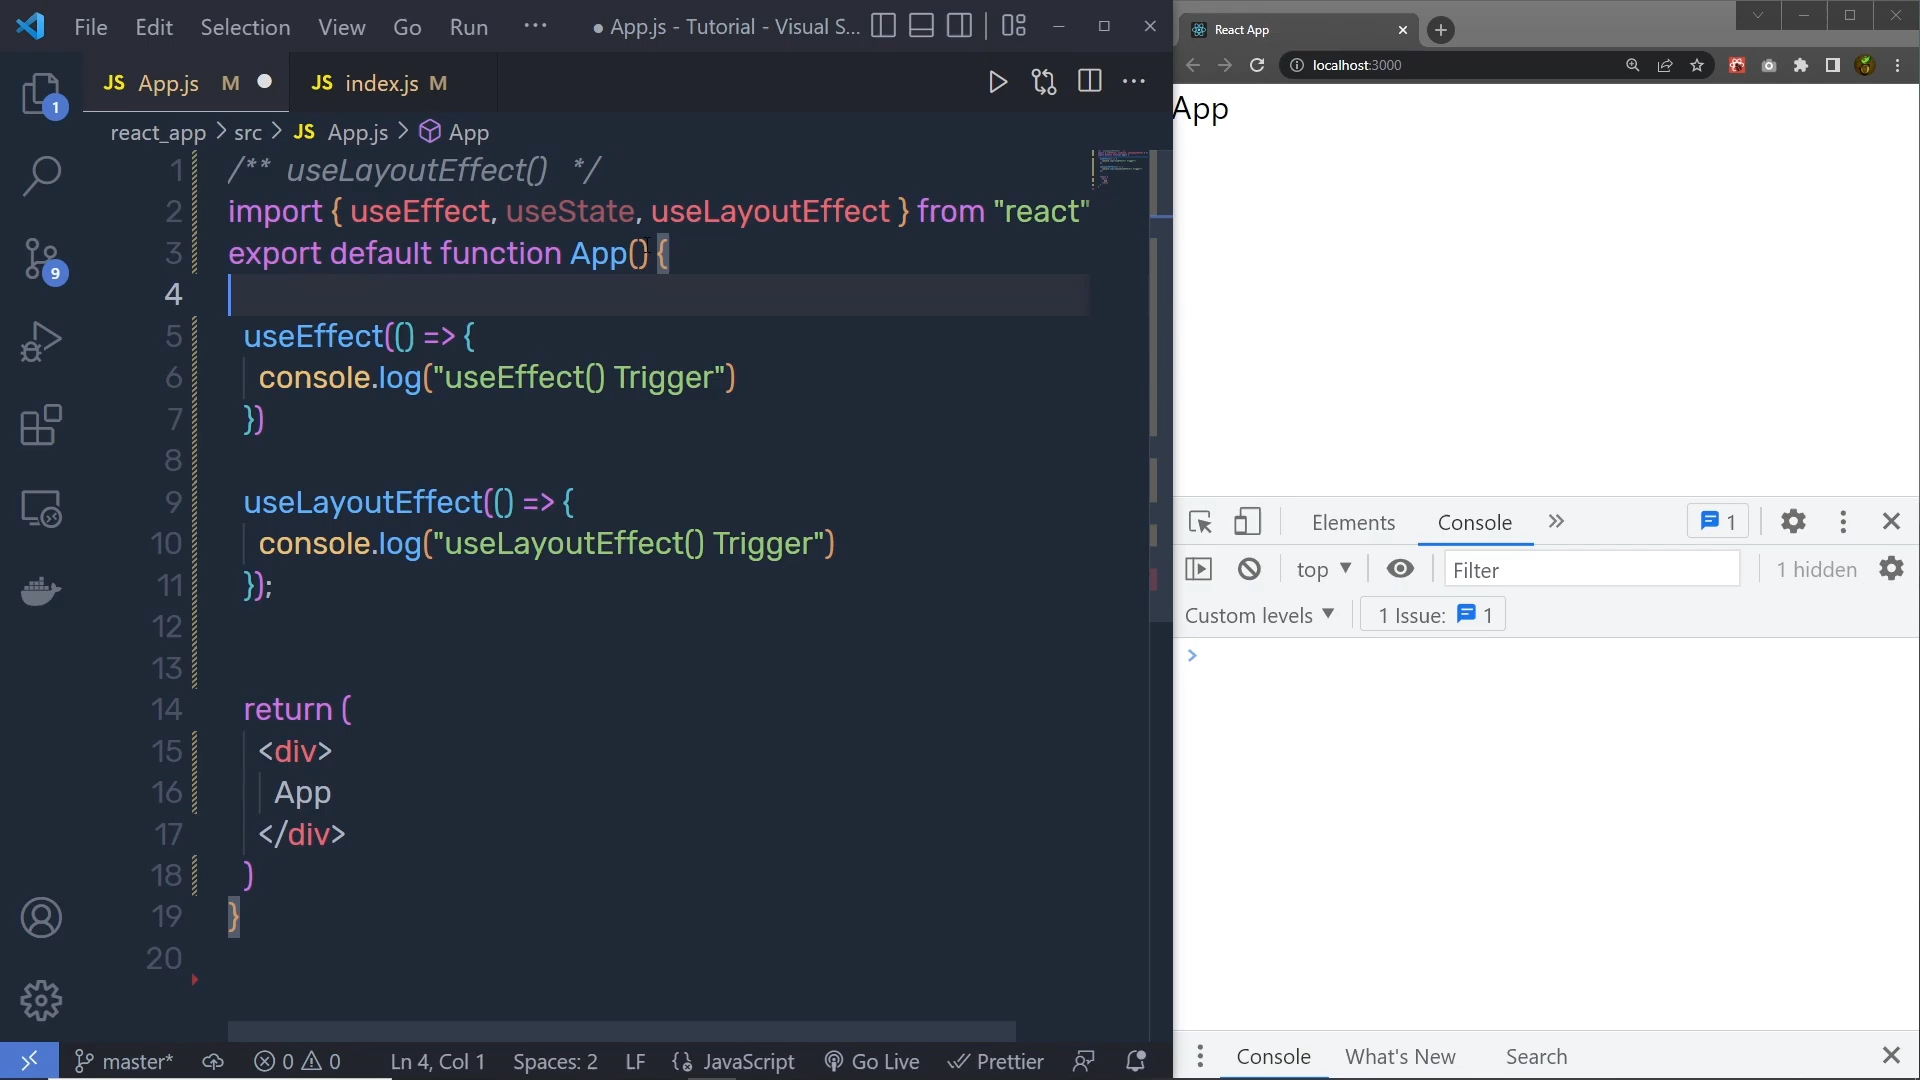 File Edit Selection View Go Run ··· ● App.js - Tutorial - Visual S...
JS App.js M ● JS index.js M
react_app > src > JS App.js > App
1 /** useLayoutEffect() */
2 import { useEffect, useState, useLayoutEffect } from "react"
3 export default function App() {
4
5 useEffect(() => {
6 console.log("useEffect() Trigger")
7 })
8
9 useLayoutEffect(() => {
10 console.log("useLayoutEffect() Trigger")
11 });
12
13
14 return (
15 <div>
16 App
17 </div>
18 )
19 }
20
1
9
master* 0 0 Ln 4, Col 1 Spaces: 2 LF {} JavaScript Go Live Prettier
React App
localhost:3000
App
Elements Console » 1
top ▼ Filter 1 hidden
Custom levels ▼ 1 Issue: 1
>
Console What's New Search